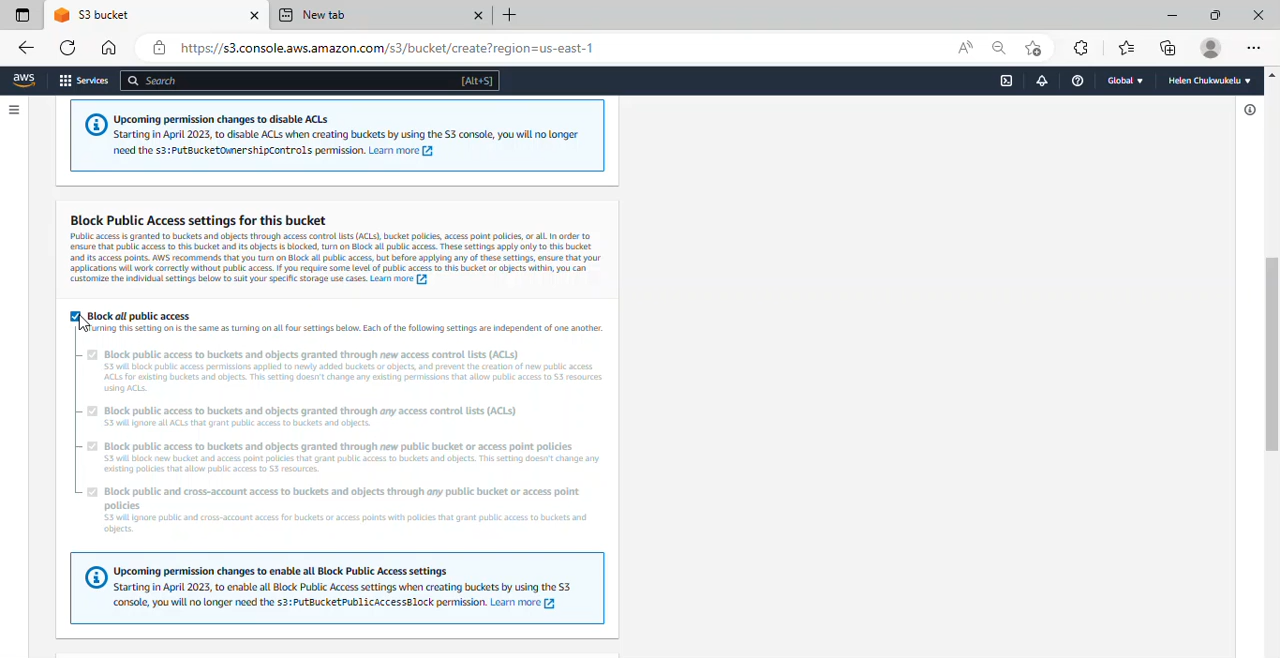 S3 bucket
New tab
https://s3.console.aws.amazon.com/s3/bucket/create?region=us-east-1
aws
Services
Search
[Alt+S]
Global
Helen Chukwukelu
Upcoming permission changes to disable ACLs
Starting in April 2023, to disable ACLs when creating buckets by using the S3 console, you will no longer
need the s3:PutBucketOwnershipControls permission. Learn more
Block Public Access settings for this bucket
Public access is granted to buckets and objects through access control lists (ACLs), bucket policies, access point policies, or all. In order to
ensure that public access to this bucket and its objects is blocked, turn on Block all public access. These settings apply only to this bucket
and its access points. AWS recommends that you turn on Block all public access, but before applying any of these settings, ensure that your
applications will work correctly without public access. If you require some level of public access to this bucket or objects within, you can
customize the individual settings below to suit your specific storage use cases. Learn more
Block all public access
Turning this setting on is the same as turning on all four settings below. Each of the following settings are independent of one another.
Block public access to buckets and objects granted through new access control lists (ACLs)
S3 will block public access permissions applied to newly added buckets or objects, and prevent the creation of new public access
ACLs for existing buckets and objects. This setting doesn't change any existing permissions that allow public access to S3 resources
using ACLs.
Block public access to buckets and objects granted through any access control lists (ACLs)
S3 will ignore all ACLs that grant public access to buckets and objects.
Block public access to buckets and objects granted through new public bucket or access point policies
S3 will block new bucket and access point policies that grant public access to buckets and objects. This setting doesn't change any
existing policies that allow public access to S3 resources.
Block public and cross-account access to buckets and objects through any public bucket or access point
policies
S3 will ignore public and cross-account access for buckets or access points with policies that grant public access to buckets and
objects.
Upcoming permission changes to enable all Block Public Access settings
Starting in April 2023, to enable all Block Public Access settings when creating buckets by using the S3
console, you will no longer need the s3:PutBucketPublicAccessBlock permission. Learn more